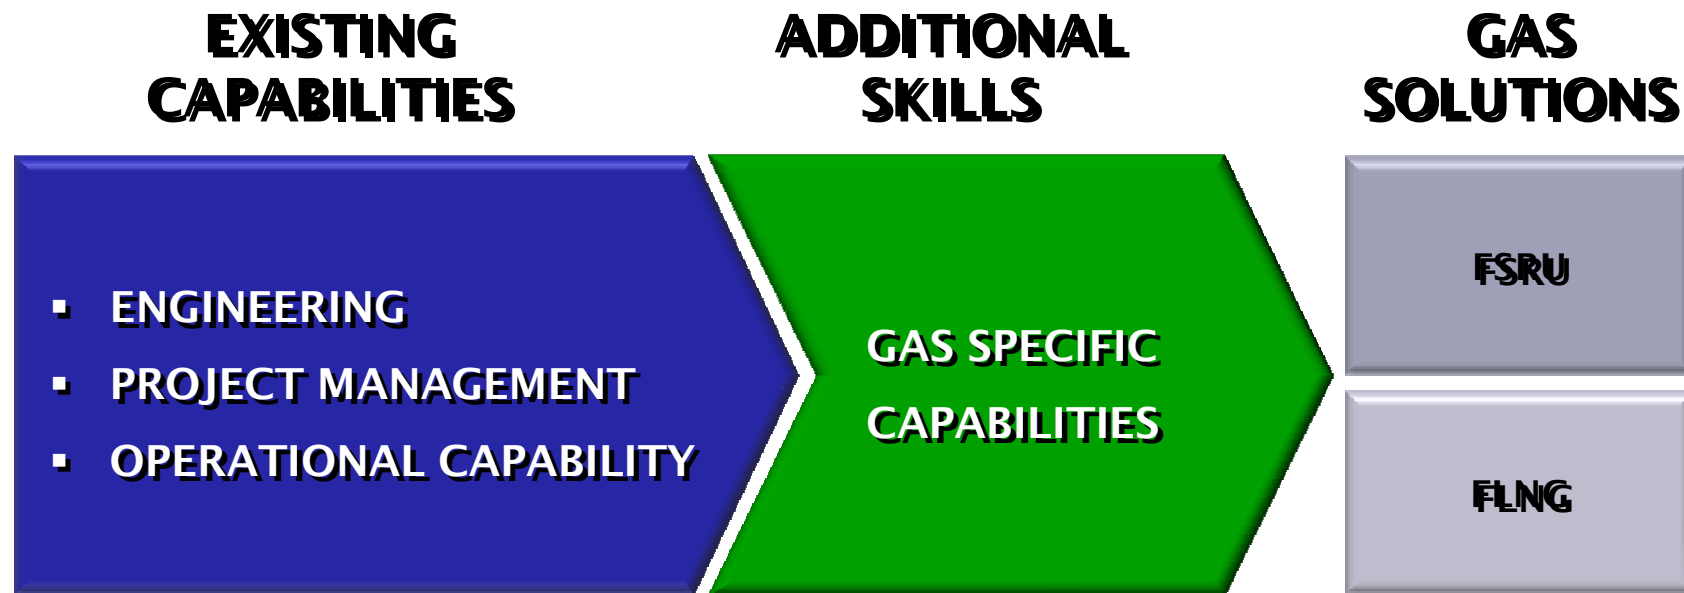 EXISTING
CAPABILITIES
ADDITIONAL
SKILLS
GAS
SOLUTIONS
▪ ENGINEERING
▪ PROJECT MANAGEMENT
▪ OPERATIONAL CAPABILITY
GAS SPECIFIC
CAPABILITIES
FSRU
FLNG